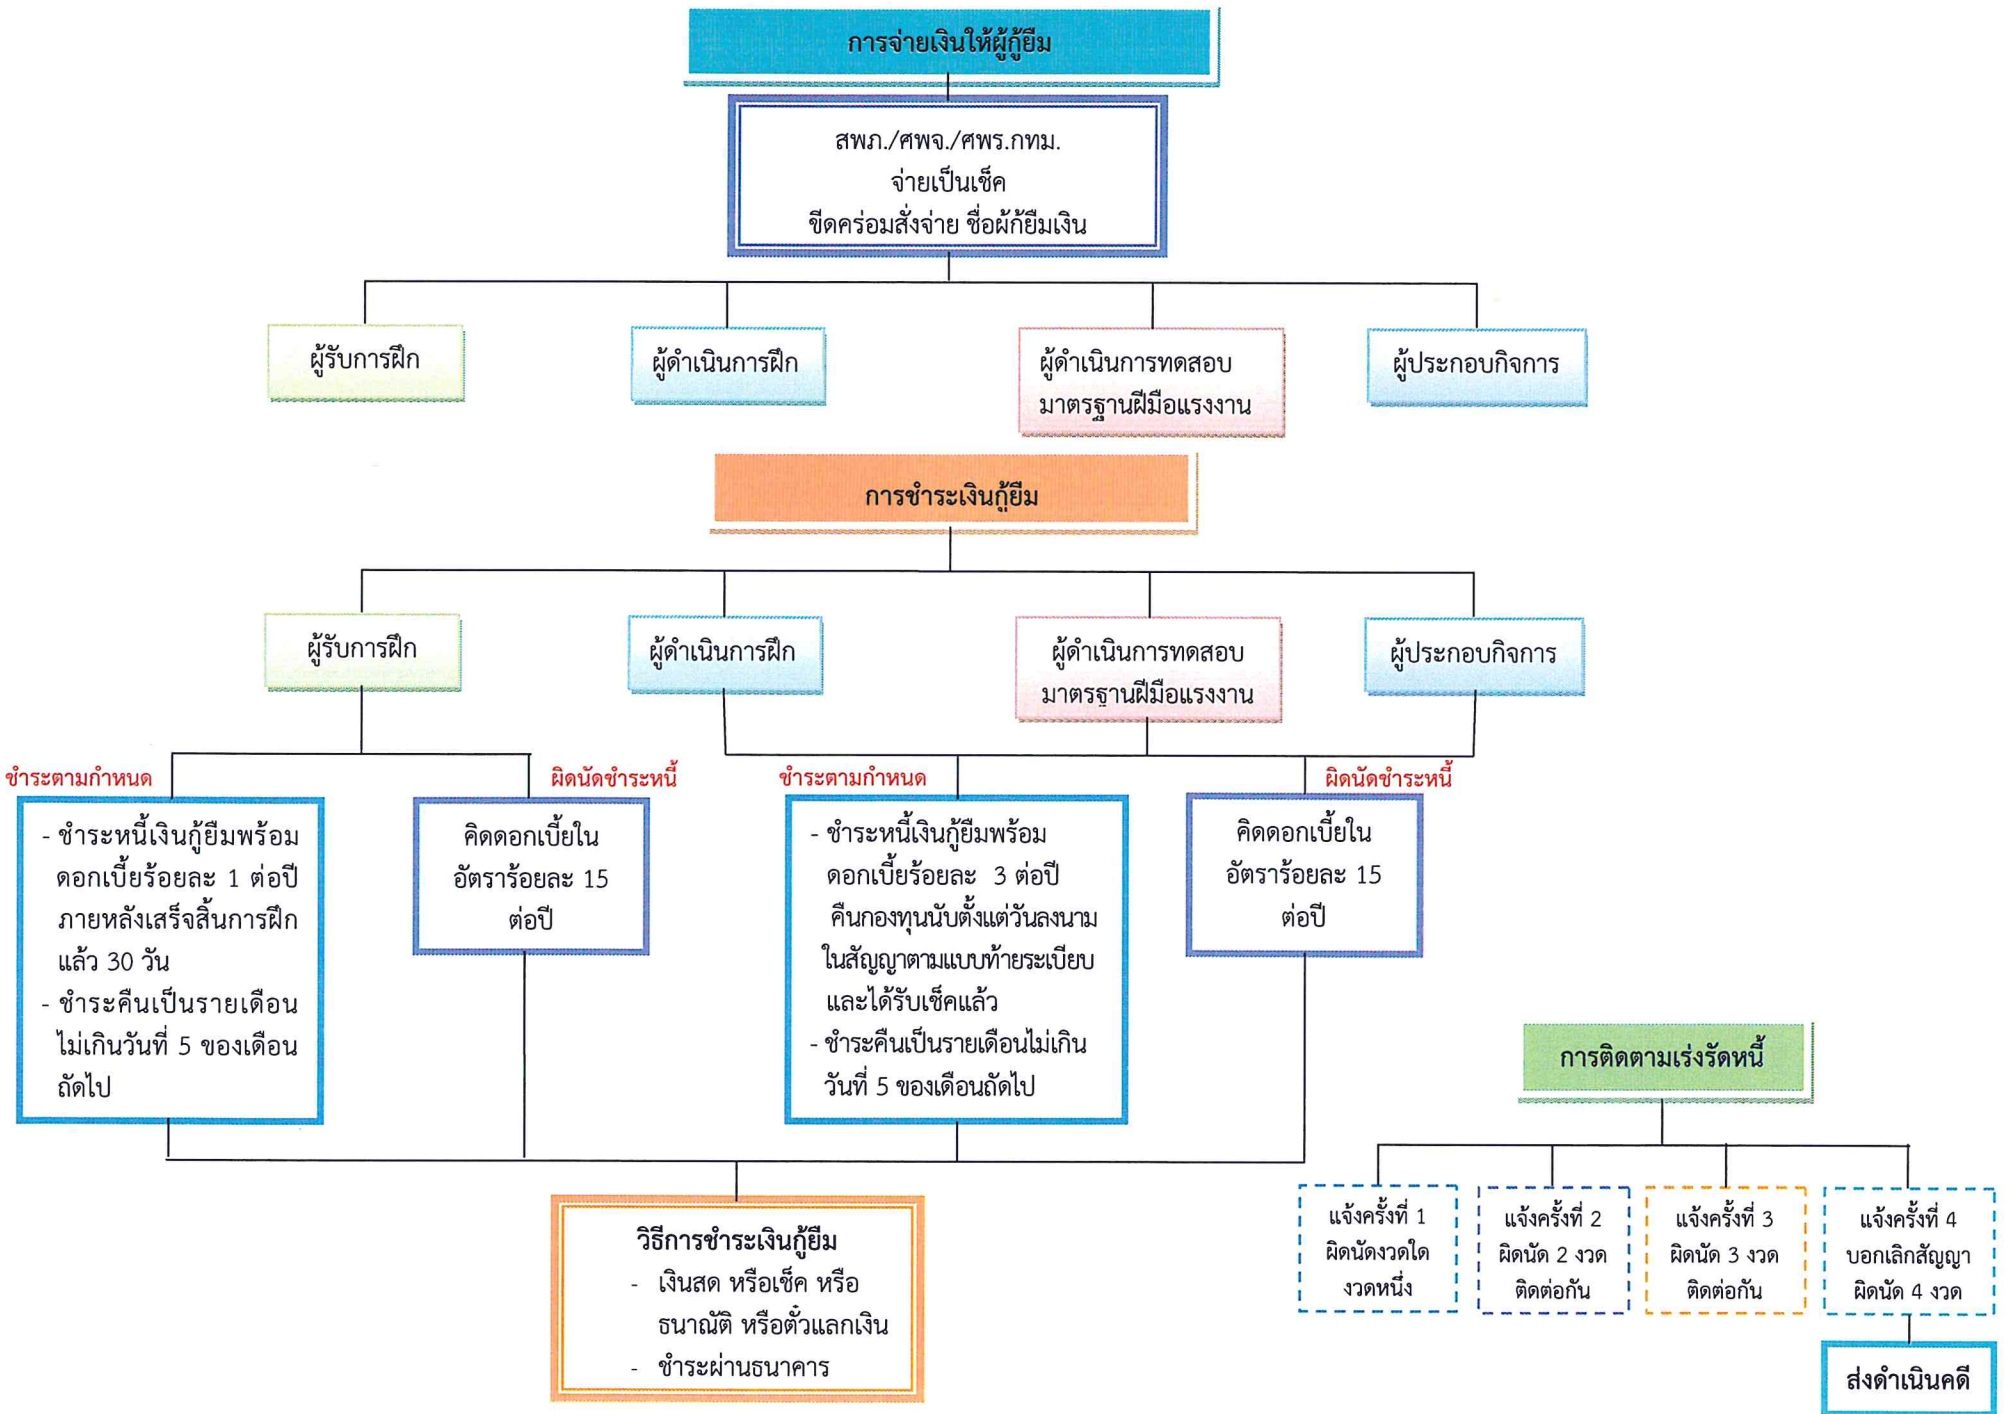 การจ่ายเงินให้ผู้กู้ยืม
สพภ./ศพจ./ศพร.กทม.
จ่ายเป็นเช็ค
ขีดคร่อมสั่งจ่าย ชื่อผู้กู้ยืมเงิน
ผู้รับการฝึก
ผู้ดำเนินการฝึก
ผู้ดำเนินการทดสอบ
มาตรฐานฝีมือแรงงาน
ผู้ประกอบกิจการ
การชำระเงินกู้ยืม
ผู้รับการฝึก
ผู้ดำเนินการฝึก
ผู้ดำเนินการทดสอบ
มาตรฐานฝีมือแรงงาน
ผู้ประกอบกิจการ
ชำระตามกำหนด
- ชำระหนี้เงินกู้ยืมพร้อม
ดอกเบี้ยร้อยละ 1 ต่อปี
ภายหลังเสร็จสิ้นการฝึก
แล้ว 30 วัน
- ชำระคืนเป็นรายเดือน
ไม่เกินวันที่ 5 ของเดือน
ถัดไป
ผิดนัดชำระหนี้
คิดดอกเบี้ยใน
อัตราร้อยละ 15
ต่อปี
ชำระตามกำหนด
- ชำระหนี้เงินกู้ยืมพร้อม
ดอกเบี้ยร้อยละ 3 ต่อปี
คืนกองทุนนับตั้งแต่วันลงนาม
ในสัญญาตามแบบท้ายระเบียบ
และได้รับเช็คแล้ว
- ชำระคืนเป็นรายเดือนไม่เกิน
วันที่ 5 ของเดือนถัดไป
ผิดนัดชำระหนี้
คิดดอกเบี้ยใน
อัตราร้อยละ 15
ต่อปี
วิธีการชำระเงินกู้ยืม
- เงินสด หรือเช็ค หรือ
ธนาณัติ หรือตั๋วแลกเงิน
- ชำระผ่านธนาคาร
การติดตามเร่งรัดหนี้
แจ้งครั้งที่ 1
ผิดนัดงวดใด
งวดหนึ่ง
แจ้งครั้งที่ 2
ผิดนัด 2 งวด
ติดต่อกัน
แจ้งครั้งที่ 3
ผิดนัด 3 งวด
ติดต่อกัน
แจ้งครั้งที่ 4
บอกเลิกสัญญา
ผิดนัด 4 งวด
ส่งดำเนินคดี